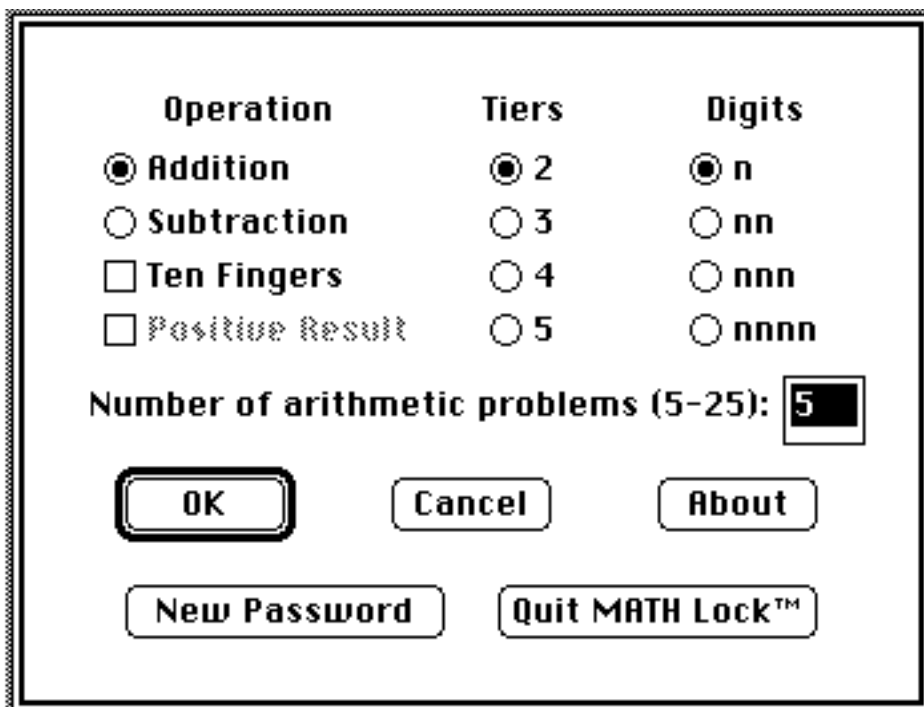 Operation Tiers Digits
Addition 2 n
Subtraction 3 nn
Ten Fingers 4 nnn
Positive Result 5 nnnn
Number of arithmetic problems (5-25): 5
OK Cancel About
New Password Quit MATH Lock™